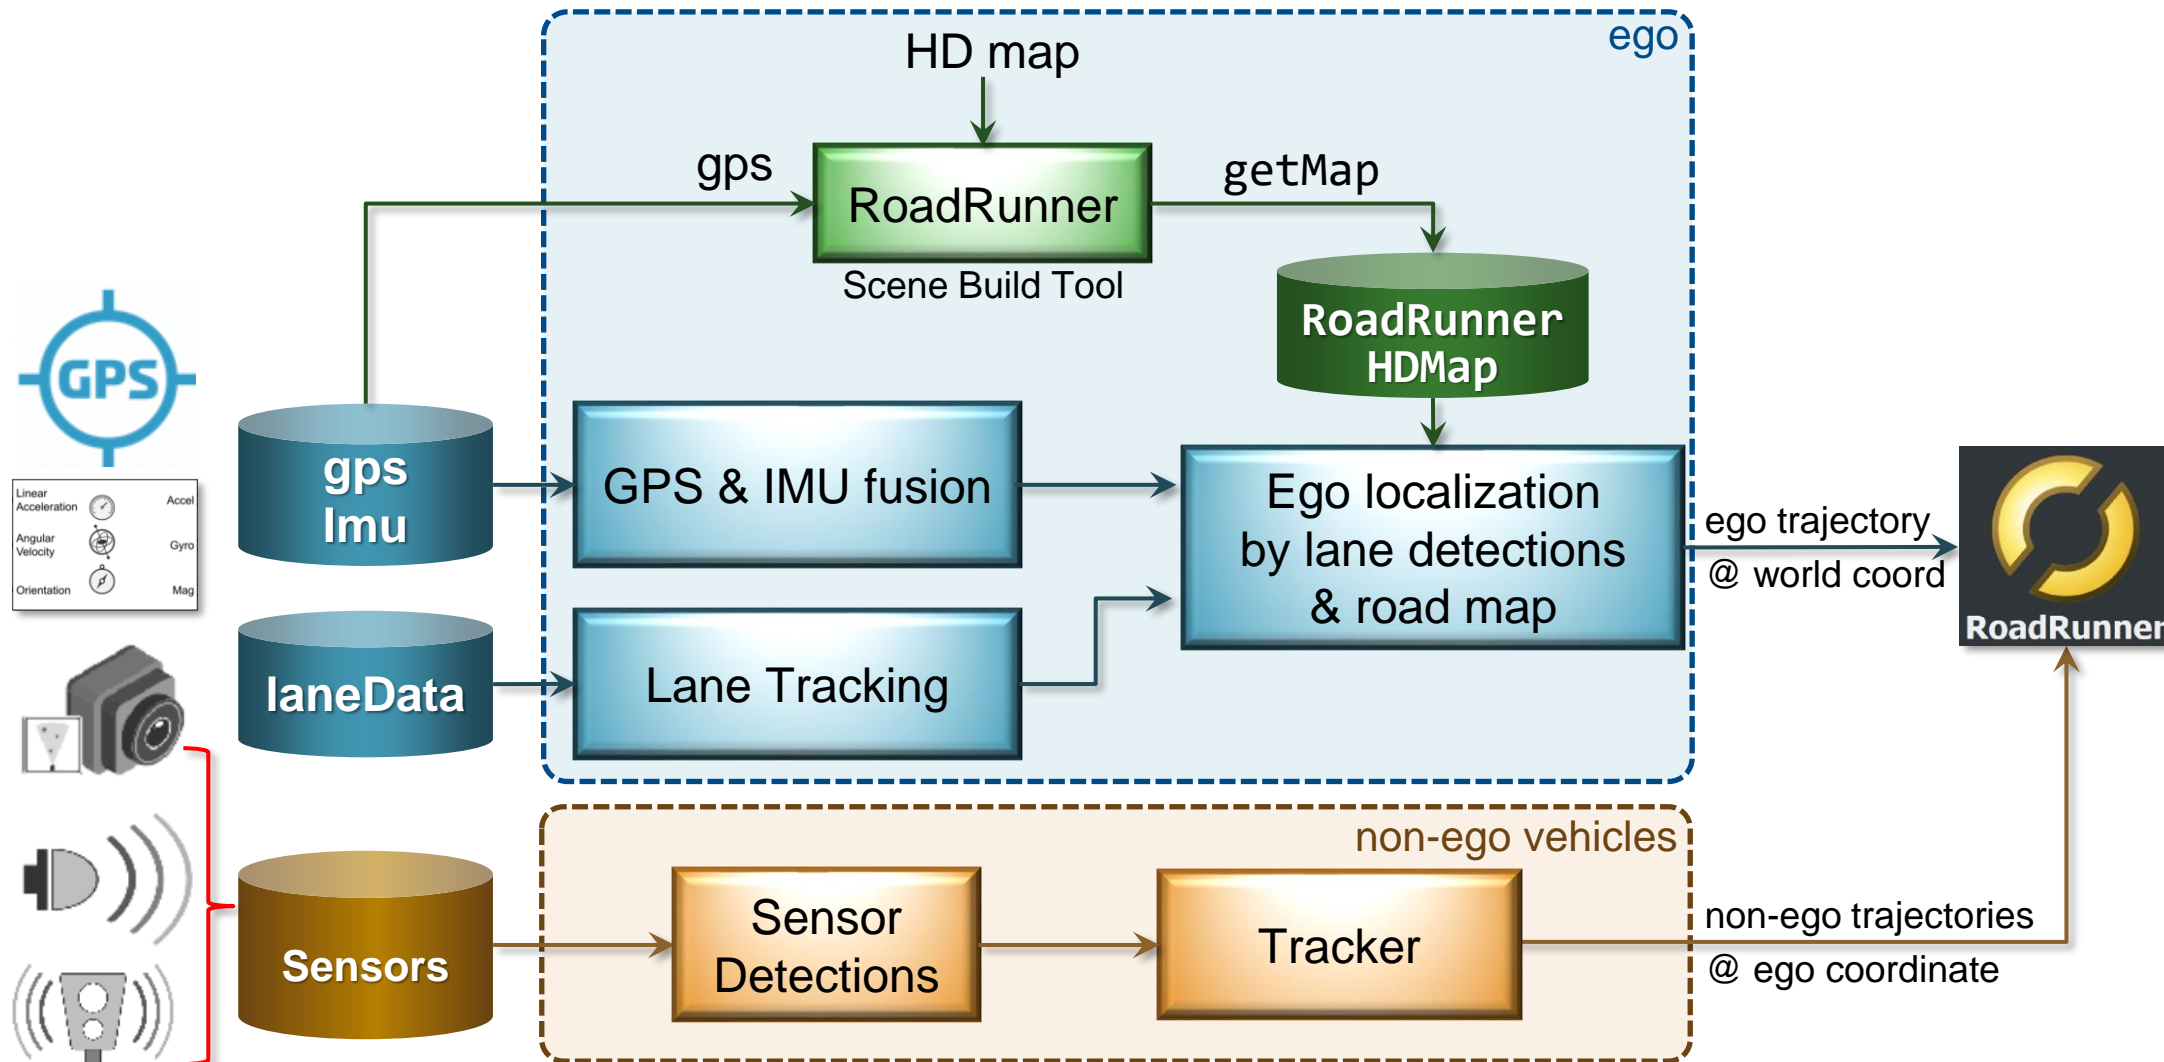 ego
HD map
gps
getMap
RoadRunner
Scene Build Tool
RoadRunner
HDMap
GPS
gps
Imu
GPS & IMU fusion
Ego localization
by lane detections
& road map
ego trajectory
@ world coord
RoadRunner
Linear
Acceleration
Accel
Angular
Velocity
Gyro
Orientation
Mag
laneData
Lane Tracking
non-ego vehicles
Sensors
Sensor
Detections
Tracker
non-ego trajectories
@ ego coordinate